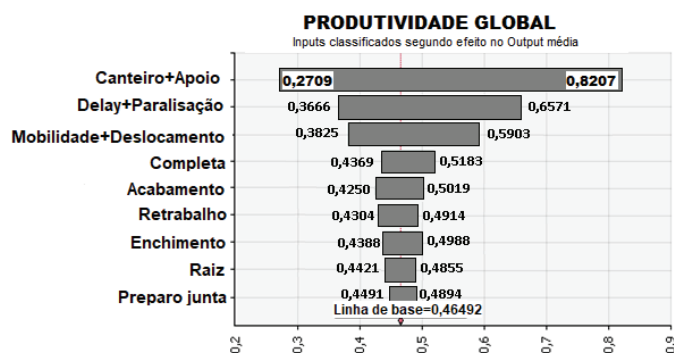 PRODUTIVIDADE GLOBAL
Inputs classificados segundo efeito no Output média
Canteiro+Apoio 0,2709 0,8207
Delay+Paralisação 0,3666 0,6571
Mobilidade+Deslocamento 0,3825 0,5903
Completa 0,4369 0,5183
Acabamento 0,4250 0,5019
Retrabalho 0,4304 0,4914
Enchimento 0,4388 0,4988
Raiz 0,4421 0,4855
Preparo junta 0,4491 0,4894
Linha de base=0,46492
0,2 0,3 0,4 0,5 0,6 0,7 0,8 0,9